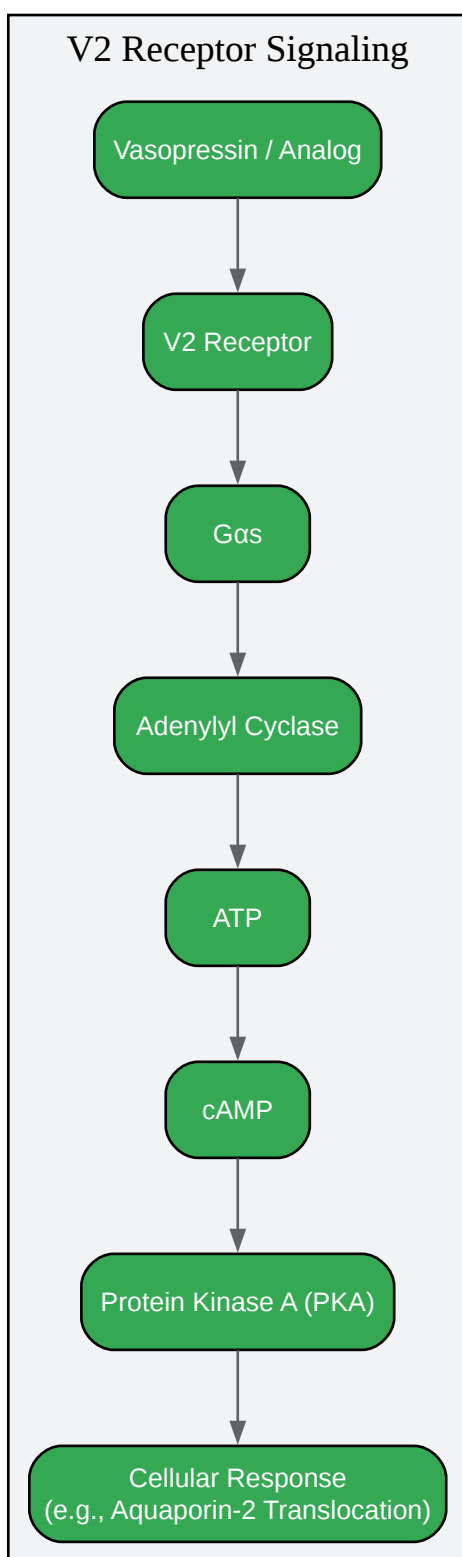 V2 Receptor Signaling
Vasopressin / Analog
V2 Receptor
Gαs
Adenylyl Cyclase
ATP
cAMP
Protein Kinase A (PKA)
Cellular Response
(e.g., Aquaporin-2 Translocation)